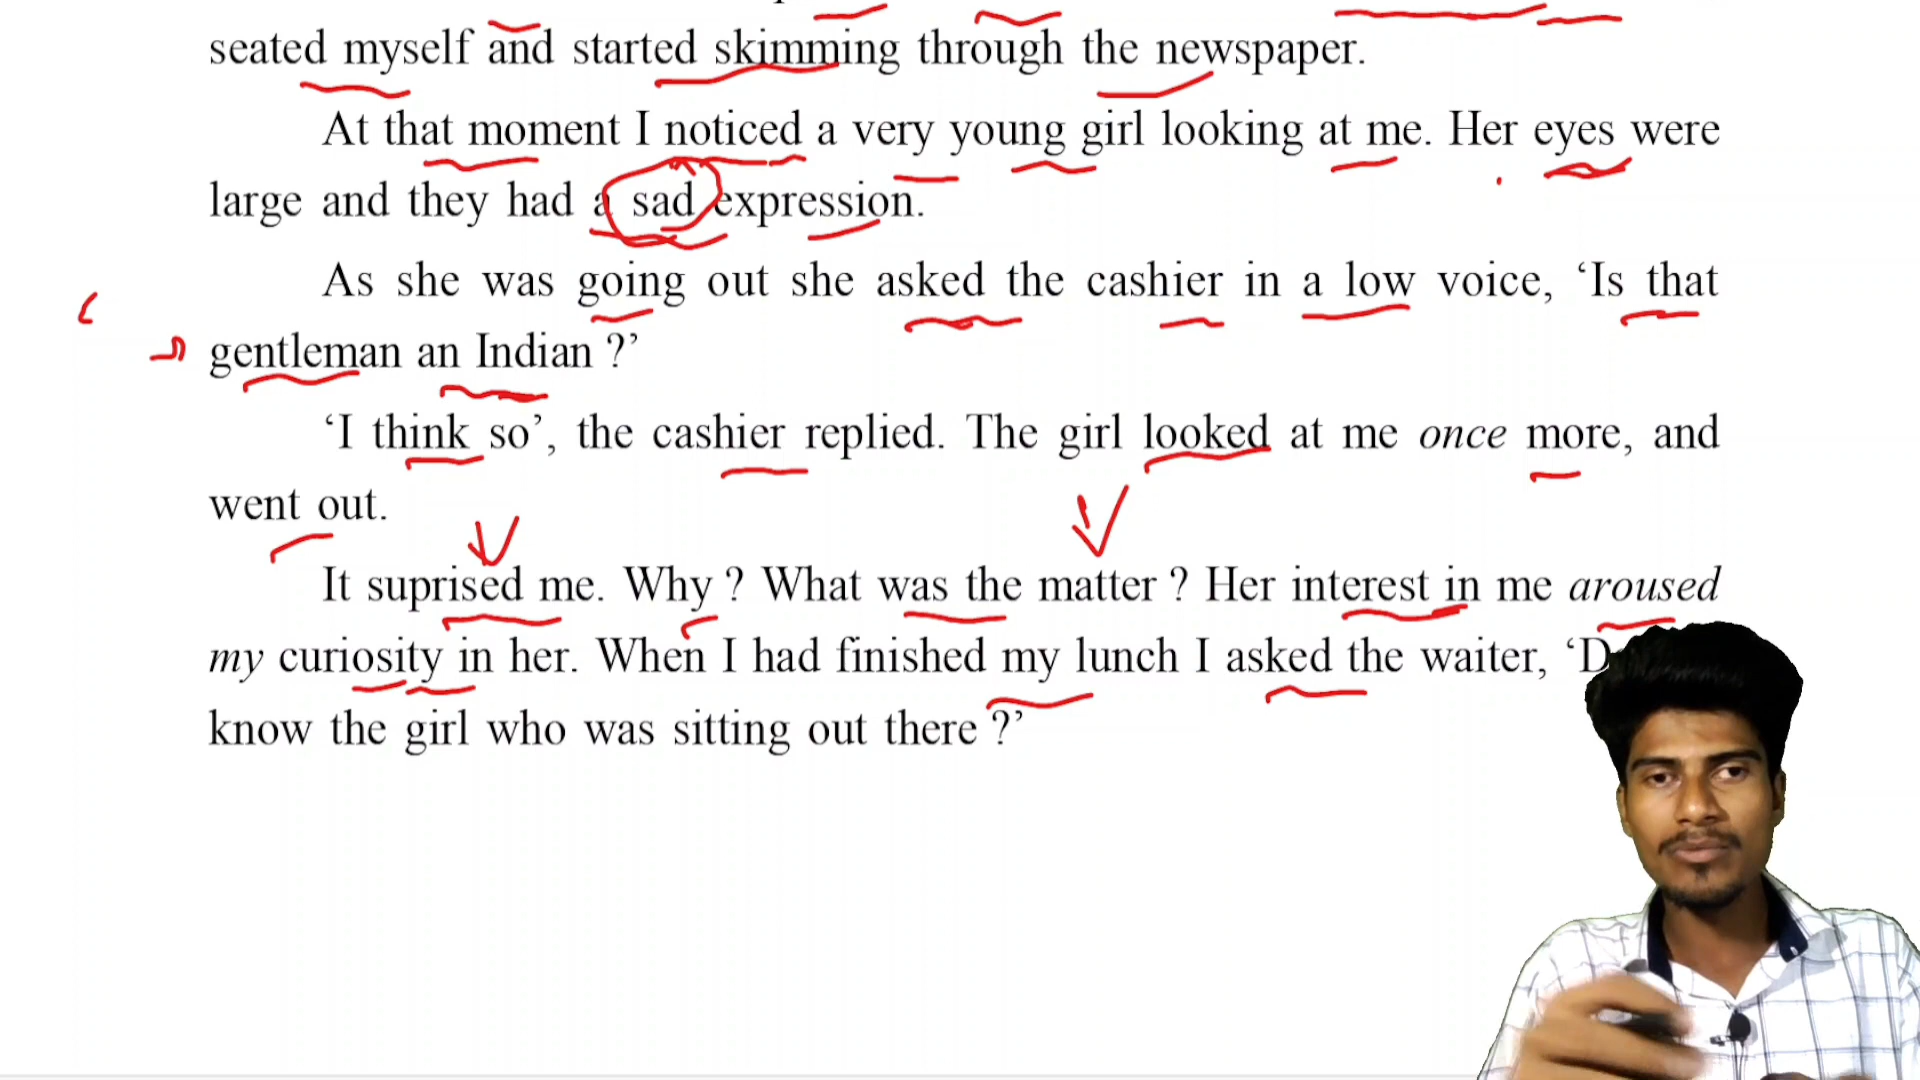 seated myself and started skimming through the newspaper.
At that moment I noticed a very young girl looking at me. Her eyes were
large and they had a sad expression.
As she was going out she asked the cashier in a low voice, ‘Is that
gentleman an Indian ?’
‘I think so’, the cashier replied. The girl looked at me once more, and
went out.
It suprised me. Why ? What was the matter ? Her interest in me aroused
my curiosity in her. When I had finished my lunch I asked the waiter,
know the girl who was sitting out there ?’